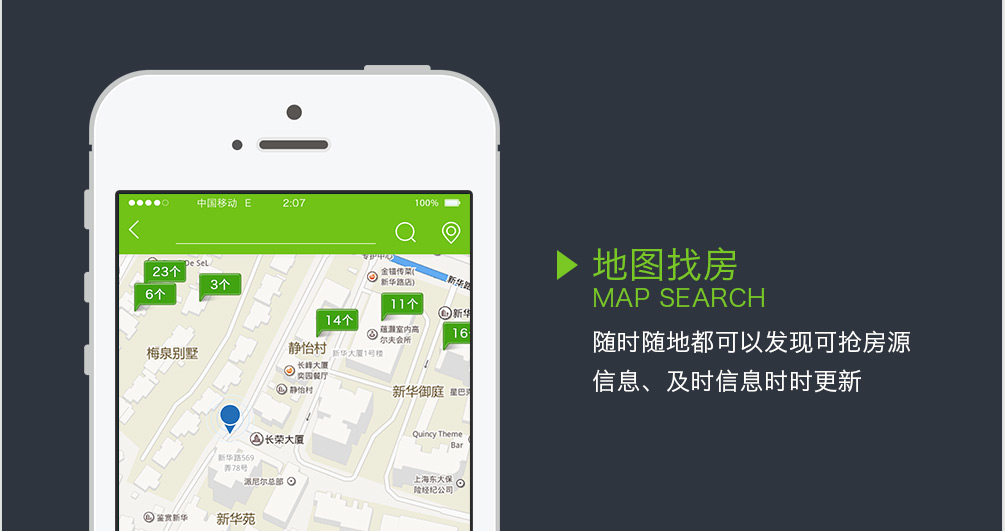 中国移动 E 2:07 100%
De SeL
23个
6个
3个
金错传菜(
新华路店)
11个
14个
16
蕴灏室内高
尔夫会所
梅泉别墅
静怡村
新华大厦1号楼
长峰大厦
奕园餐厅
静怡村
新华御庭
星巴克
长荣大厦
Quincy Theme
Bar
新华路569
弄78号
派尼尔总部
上海东大保
险经纪公司
鉴赏新华
新华苑
地图找房
MAP SEARCH
随时随地都可以发现可抢房源
信息、及时信息时时更新